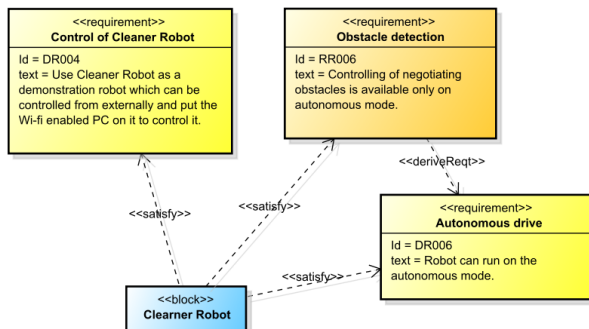 <<requirement>>
Control of Cleaner Robot
Id = DR004
text = Use Cleaner Robot as a
demonstration robot which can be
controlled from externally and put the
Wi-fi enabled PC on it to control it.
<<requirement>>
Obstacle detection
Id = RR006
text = Controlling of negotiating
obstacles is available only on
autonomous mode.
<<deriveReqt>>
<<satisfy>>
<<satisfy>>
<<requirement>>
Autonomous drive
Id = DR006
text = Robot can run on the
autonomous mode.
<<satisfy>>
<<block>>
Clearner Robot